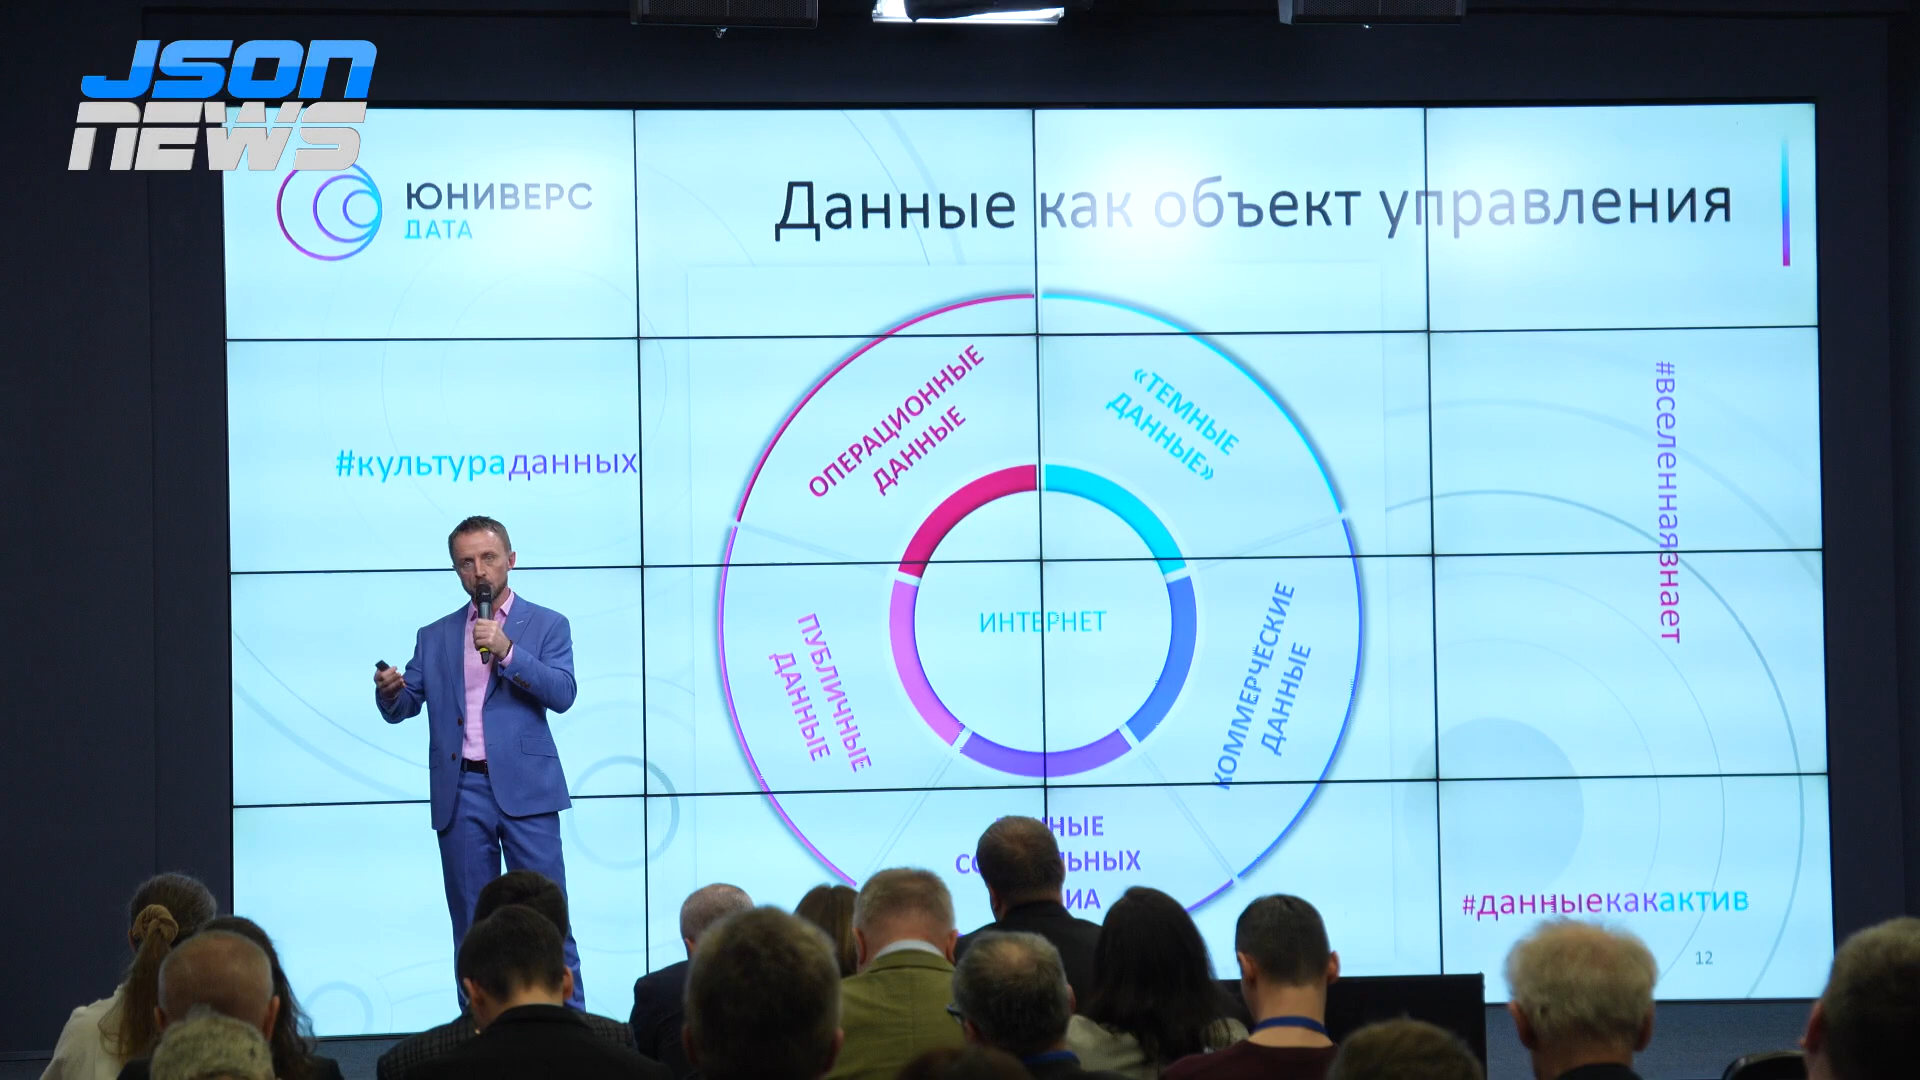 JSON
NEWS
ЮНИВЕРС
ДАТА
Данные как объект управления
ОПЕРАЦИОННЫЕ
ДАННЫЕ
«ТЕМНЫЕ
ДАННЫЕ»
#культураданных
#вселеннаязнает
ИНТЕРНЕТ
ПУБЛИЧНЫЕ
ДАННЫЕ
КОММЕРЧЕСКИЕ
ДАННЫЕ
#данныекакактив
12